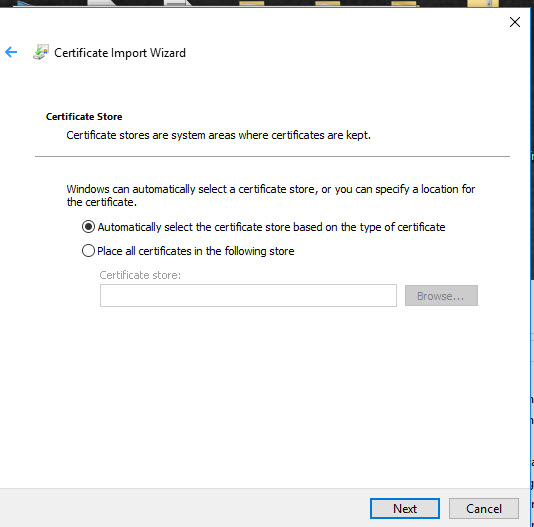 Certificate Import Wizard
Certificate Store
Certificate stores are system areas where certificates are kept.
Windows can automatically select a certificate store, or you can specify a location for
the certificate.
Automatically select the certificate store based on the type of certificate
Place all certificates in the following store
Certificate store:
Browse...
Next
Cancel